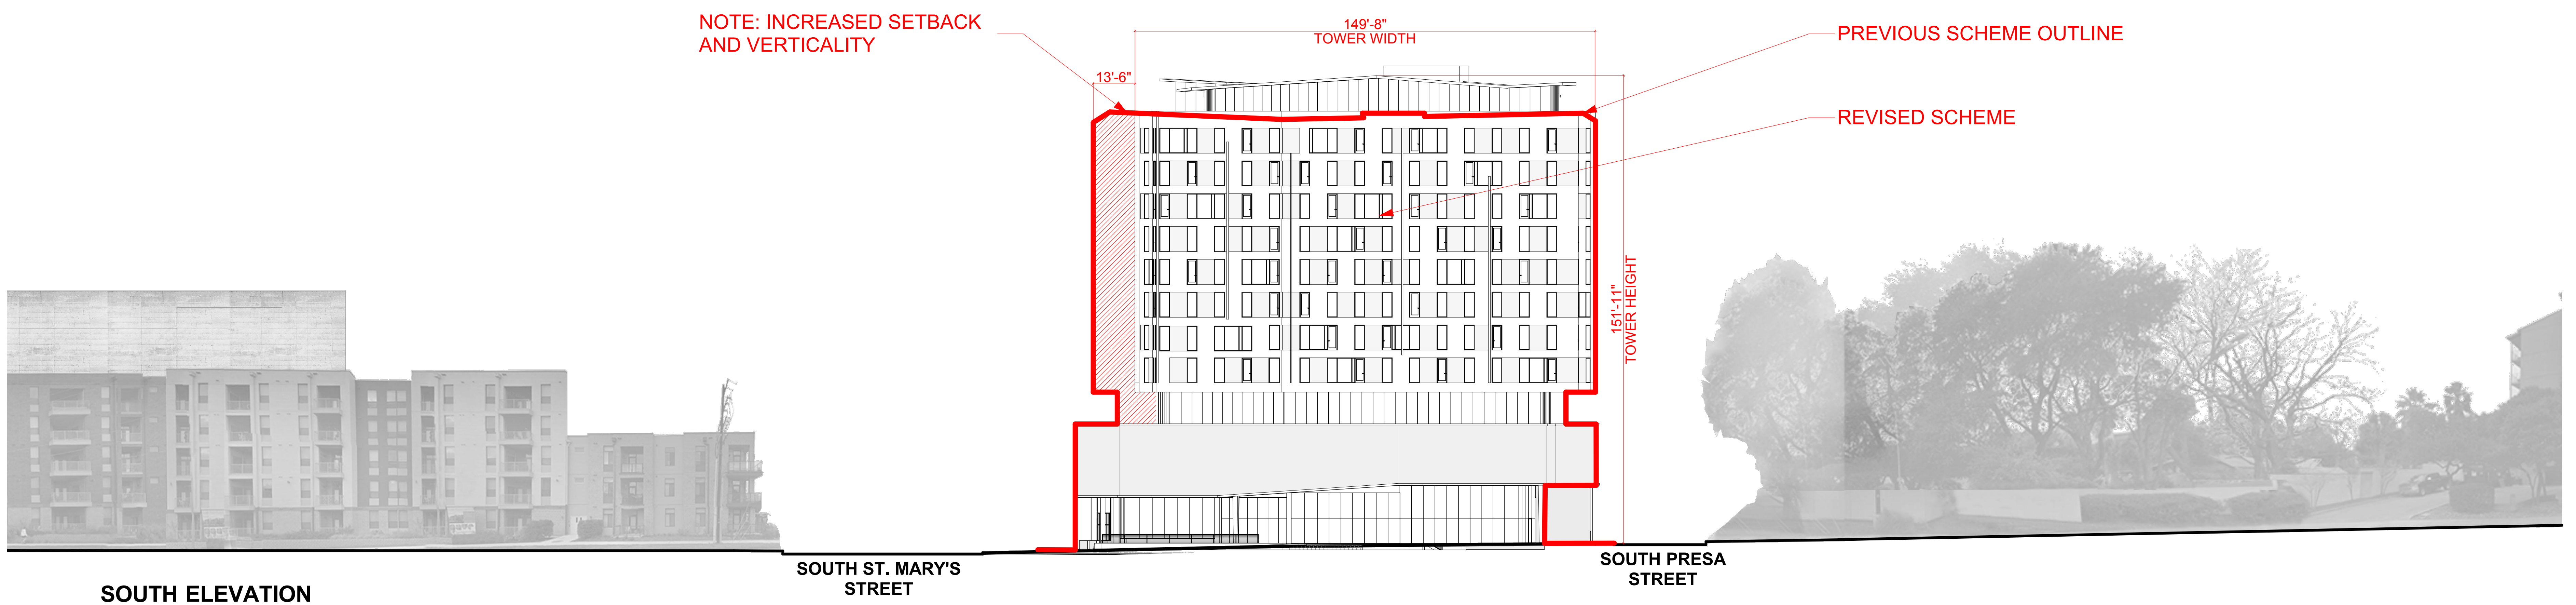 NOTE: INCREASED SETBACK
AND VERTICALITY
149'-8"
TOWER WIDTH
PREVIOUS SCHEME OUTLINE
13'-6"
REVISED SCHEME
151'-11"
TOWER HEIGHT
SOUTH ST. MARY'S
STREET
SOUTH PRESA
STREET
SOUTH ELEVATION